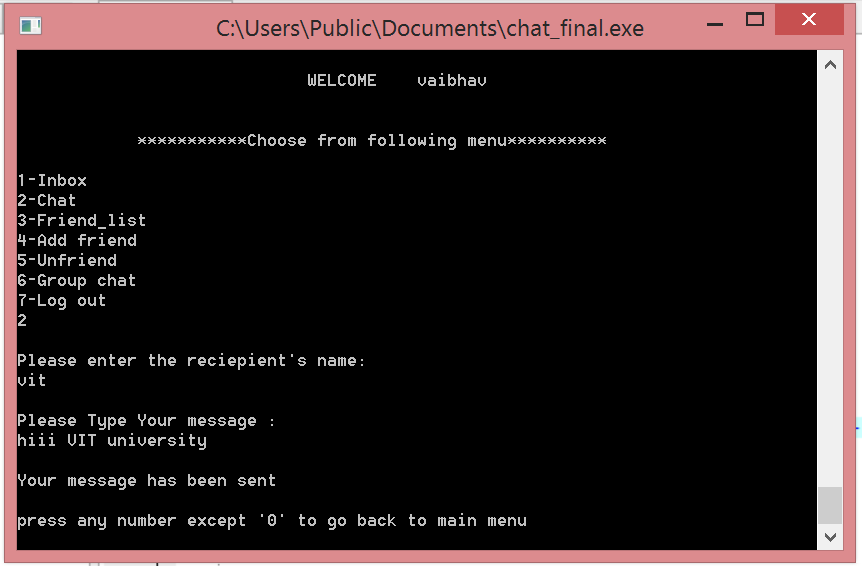 C:\Users\Public\Documents\chat_final.exe
WELCOME vaibhav
***********Choose from following menu**********
1-Inbox
2-Chat
3-Friend_list
4-Add friend
5-Unfriend
6-Group chat
7-Log out
2
Please enter the reciepient's name:
vit
Please Type Your message :
hiii VIT university
Your message has been sent
press any number except '0' to go back to main menu